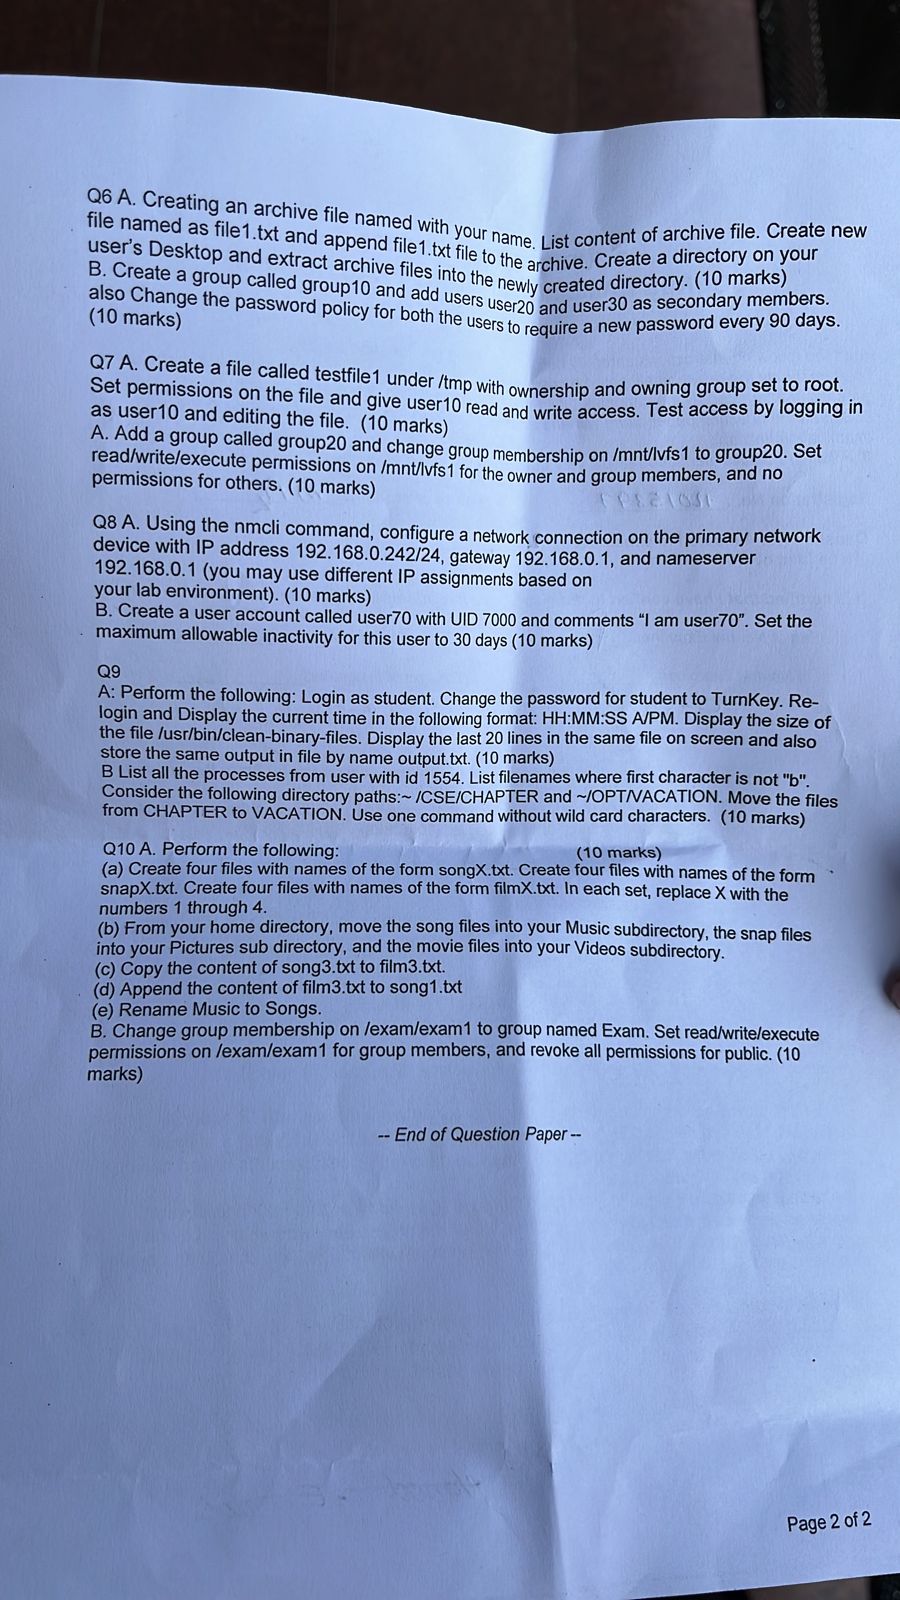 Q6 A. Creating an archive file named with your name. List content of archive file. Create new
file named as file1.txt and append file1.txt file to the archive. Create a directory on your
user's Desktop and extract archive files into the newly created directory. (10 marks)
B. Create a group called group10 and add users user20 and user30 as secondary members.
also Change the password policy for both the users to require a new password every 90 days.
(10 marks)
Q7 A. Create a file called testfile1 under /tmp with ownership and owning group set to root.
Set permissions on the file and give user10 read and write access. Test access by logging in
as user10 and editing the file. (10 marks)
A. Add a group called group20 and change group membership on /mnt/lvfs1 to group20. Set
read/write/execute permissions on /mnt/lvfs1 for the owner and group members, and no
permissions for others. (10 marks)
Q8 A. Using the nmcli command, configure a network connection on the primary network
device with IP address 192.168.0.242/24, gateway 192.168.0.1, and nameserver
192.168.0.1 (you may use different IP assignments based on
your lab environment). (10 marks)
B. Create a user account called user70 with UID 7000 and comments “I am user70”. Set the
maximum allowable inactivity for this user to 30 days (10 marks)
Q9
A: Perform the following: Login as student. Change the password for student to TurnKey. Re-
login and Display the current time in the following format: HH:MM:SS A/PM. Display the size of
the file /usr/bin/clean-binary-files. Display the last 20 lines in the same file on screen and also
store the same output in file by name output.txt. (10 marks)
B List all the processes from user with id 1554. List filenames where first character is not "b".
Consider the following directory paths:~ /CSE/CHAPTER and ~/OPT/VACATION. Move the files
from CHAPTER to VACATION. Use one command without wild card characters. (10 marks)
Q10 A. Perform the following: (10 marks)
(a) Create four files with names of the form songX.txt. Create four files with names of the form
snapX.txt. Create four files with names of the form filmX.txt. In each set, replace X with the
numbers 1 through 4.
(b) From your home directory, move the song files into your Music subdirectory, the snap files
into your Pictures sub directory, and the movie files into your Videos subdirectory.
(c) Copy the content of song3.txt to film3.txt.
(d) Append the content of film3.txt to song1.txt
(e) Rename Music to Songs.
B. Change group membership on /exam/exam1 to group named Exam. Set read/write/execute
permissions on /exam/exam1 for group members, and revoke all permissions for public. (10
marks)
-- End of Question Paper --
Page 2 of 2